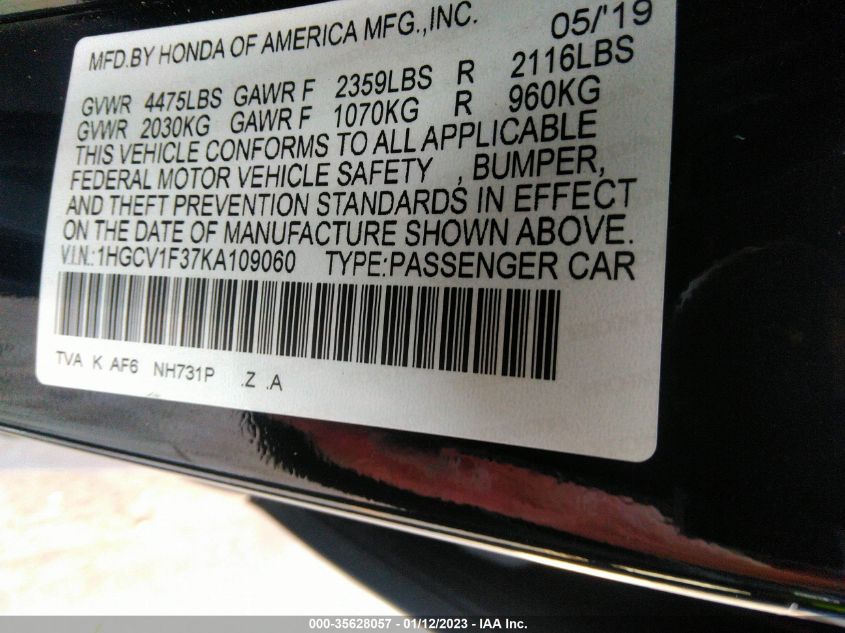 MFD.BY HONDA OF AMERICA MFG.,INC. 05/'19
GVWR 4475LBS GAWR F 2359LBS R 2116LBS
GVWR 2030KG GAWR F 1070KG R 960KG
THIS VEHICLE CONFORMS TO ALL APPLICABLE
FEDERAL MOTOR VEHICLE SAFETY , BUMPER,
AND THEFT PREVENTION STANDARDS IN EFFECT
ON THE DATE OF MANUFACTURE SHOWN ABOVE.
V.I.N.:1HGCV1F37KA109060 TYPE:PASSENGER CAR
TVA K AF6 NH731P .Z .A
000-35628057 - 01/12/2023 - IAA Inc.